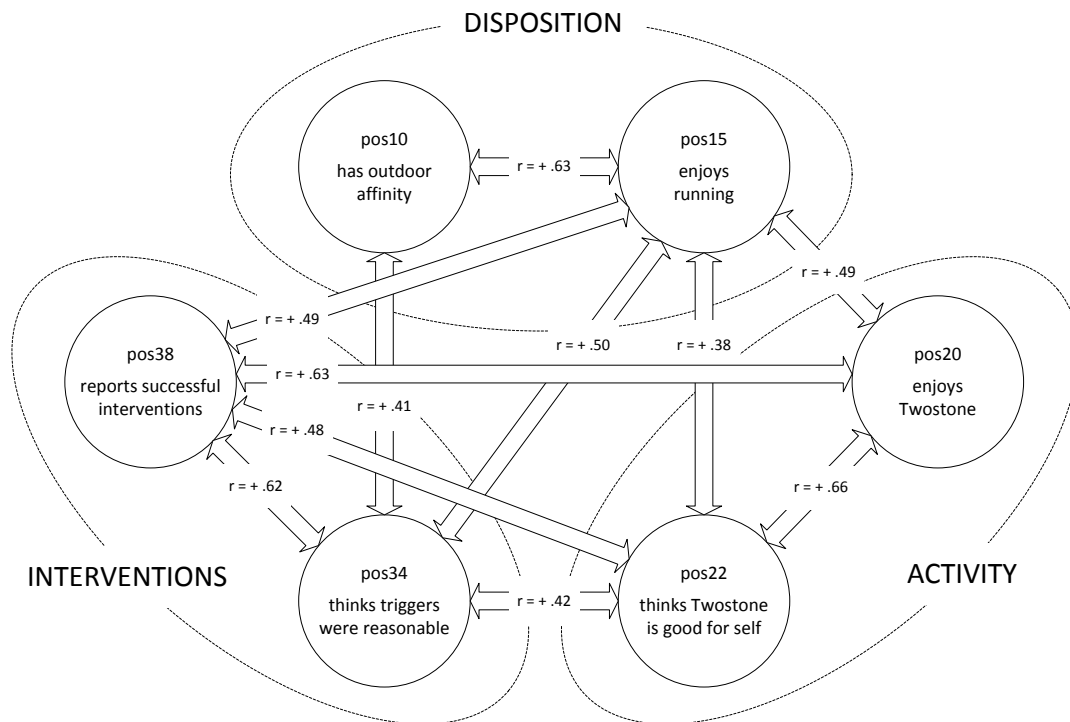 DISPOSITION
pos10
has outdoor
affinity
r = + .63
pos15
enjoys
running
r = + .49
r = + .49
r = + .50
r = + .38
pos38
reports successful
interventions
r = + .63
pos20
enjoys
Twostone
r = + .41
r = + .48
r = + .62
r = + .66
INTERVENTIONS
ACTIVITY
pos34
thinks triggers
were reasonable
r = + .42
pos22
thinks Twostone
is good for self